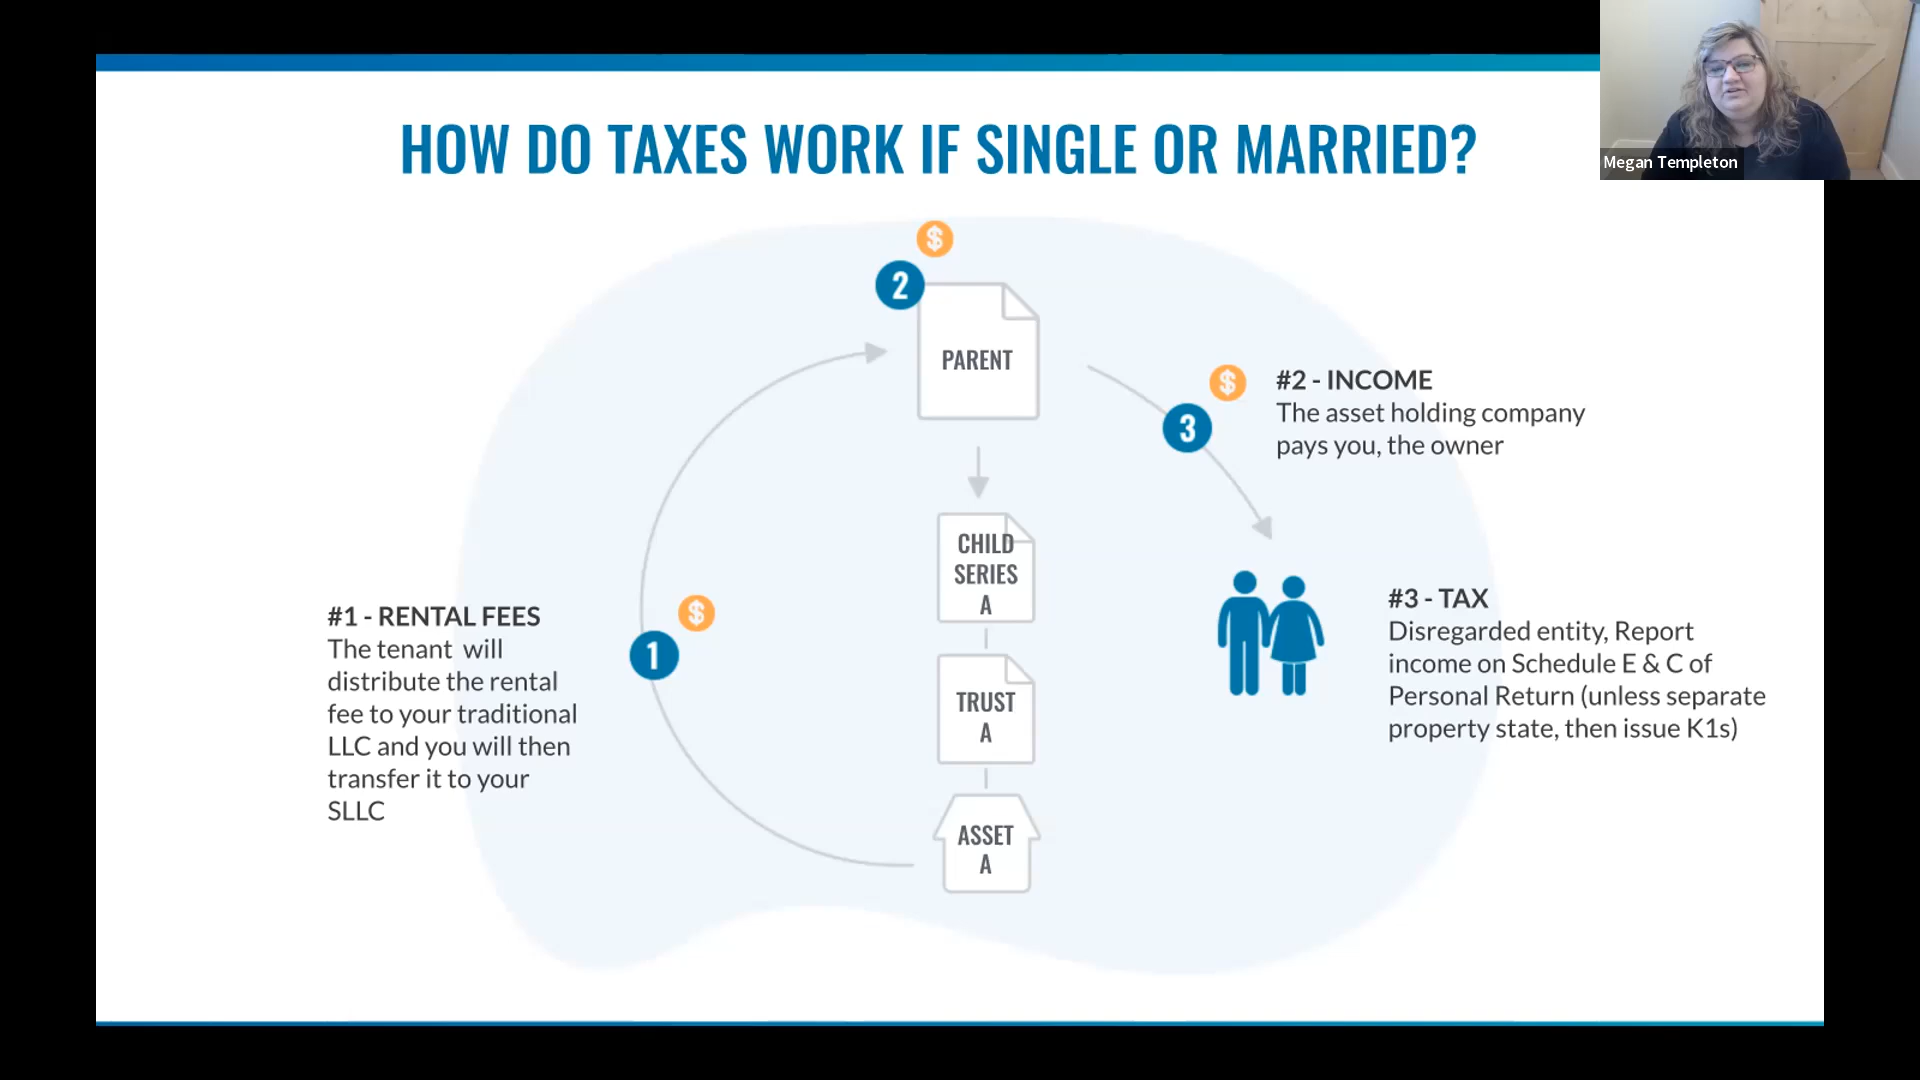 HOW DO TAXES WORK IF SINGLE OR MARRIED?
Megan Templeton
$
2
PARENT
$
3
#2 - INCOME
The asset holding company
pays you, the owner
CHILD
SERIES
A
#1 - RENTAL FEES
The tenant will
distribute the rental
fee to your traditional
LLC and you will then
transfer it to your
SLLC
$
1
TRUST
A
ASSET
A
#3 - TAX
Disregarded entity, Report
income on Schedule E & C of
Personal Return (unless separate
property state, then issue K1s)